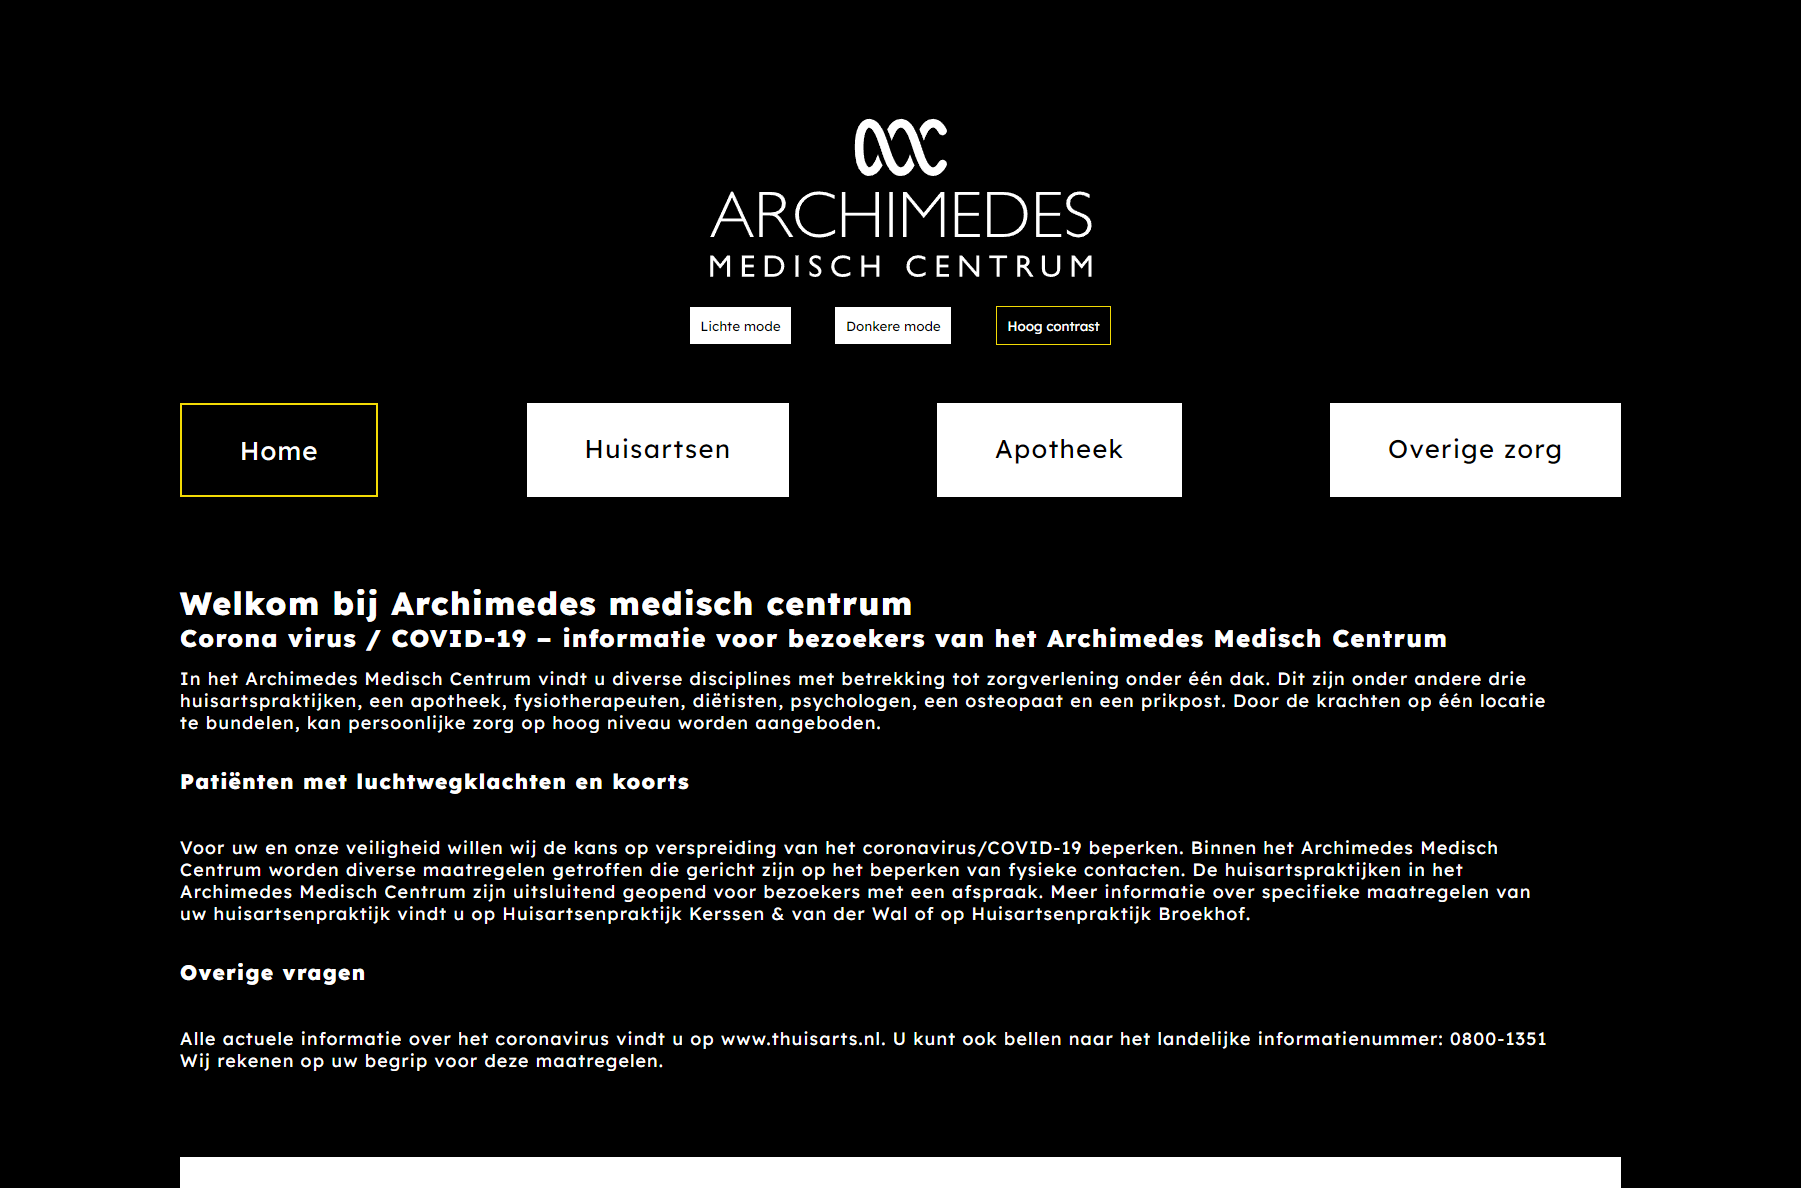 ARCHIMEDES
MEDISCH CENTRUM
Lichte mode
Donkere mode
Hoog contrast
Home
Huisartsen
Apotheek
Overige zorg
Welkom bij Archimedes medisch centrum
Corona virus / COVID-19 – informatie voor bezoekers van het Archimedes Medisch Centrum
In het Archimedes Medisch Centrum vindt u diverse disciplines met betrekking tot zorgverlening onder één dak. Dit zijn onder andere drie
huisartspraktijken, een apotheek, fysiotherapeuten, diëtisten, psychologen, een osteopaat en een prikpost. Door de krachten op één locatie
te bundelen, kan persoonlijke zorg op hoog niveau worden aangeboden.
Patiënten met luchtwegklachten en koorts
Voor uw en onze veiligheid willen wij de kans op verspreiding van het coronavirus/COVID-19 beperken. Binnen het Archimedes Medisch
Centrum worden diverse maatregelen getroffen die gericht zijn op het beperken van fysieke contacten. De huisartspraktijken in het
Archimedes Medisch Centrum zijn uitsluitend geopend voor bezoekers met een afspraak. Meer informatie over specifieke maatregelen van
uw huisartsenpraktijk vindt u op Huisartsenpraktijk Kerssen & van der Wal of op Huisartsenpraktijk Broekhof.
Overige vragen
Alle actuele informatie over het coronavirus vindt u op www.thuisarts.nl. U kunt ook bellen naar het landelijke informatienummer: 0800-1351
Wij rekenen op uw begrip voor deze maatregelen.